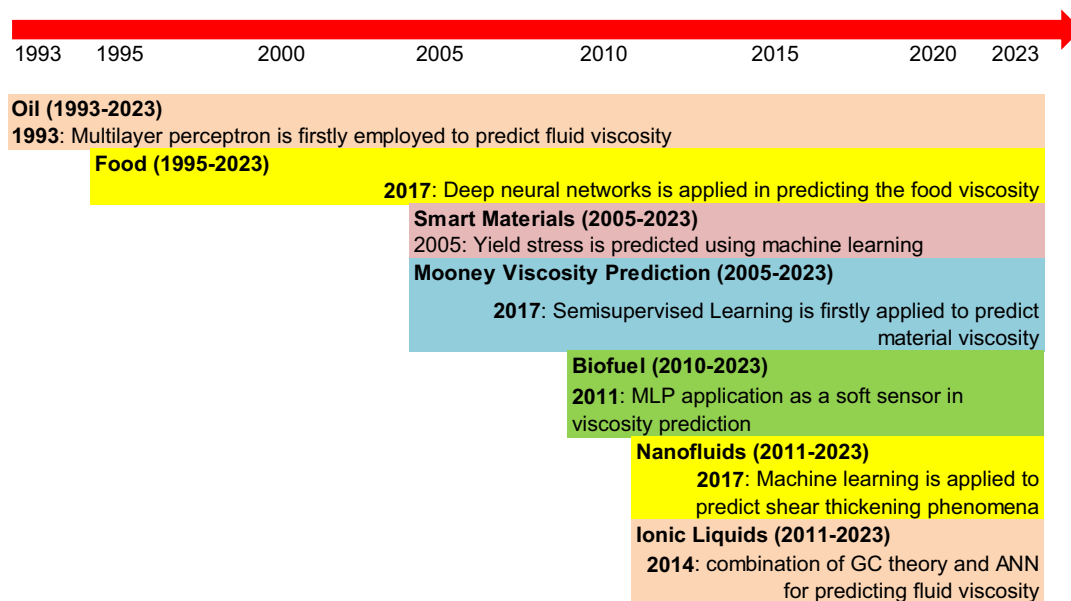 1993 1995 2000 2005 2010 2015 2020 2023
Oil (1993-2023)
1993: Multilayer perceptron is firstly employed to predict fluid viscosity
Food (1995-2023)
2017: Deep neural networks is applied in predicting the food viscosity
Smart Materials (2005-2023)
2005: Yield stress is predicted using machine learning
Mooney Viscosity Prediction (2005-2023)
2017: Semisupervised Learning is firstly applied to predict
material viscosity
Biofuel (2010-2023)
2011: MLP application as a soft sensor in
viscosity prediction
Nanofluids (2011-2023)
2017: Machine learning is applied to
predict shear thickening phenomena
Ionic Liquids (2011-2023)
2014: combination of GC theory and ANN
for predicting fluid viscosity